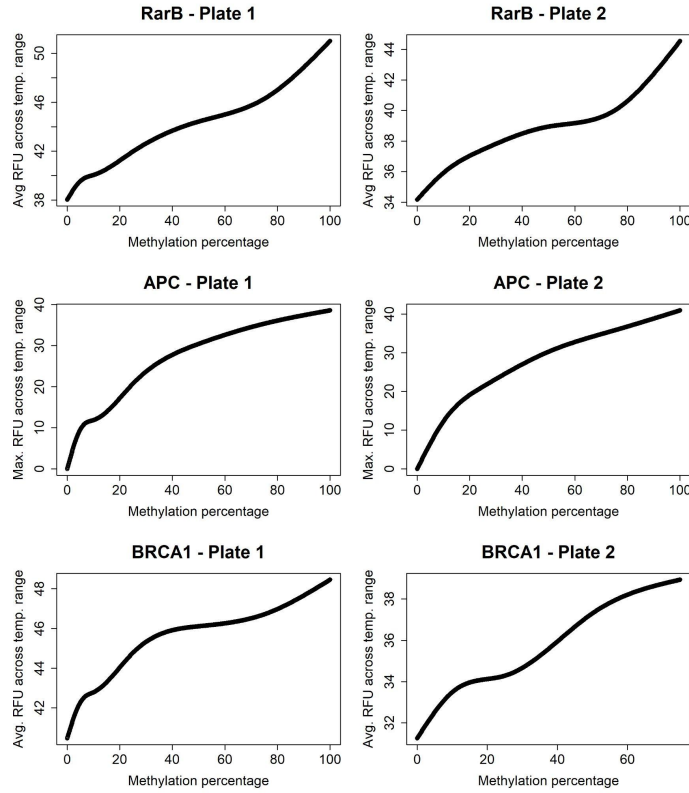 RarB - Plate 1
Avg RFU across temp. range
50
46
42
38
0 20 40 60 80 100
Methylation percentage
RarB - Plate 2
Avg RFU across temp. range
44
42
40
38
36
34
0 20 40 60 80 100
Methylation percentage
APC - Plate 1
Max. RFU across temp. range
40
30
20
10
0
0 20 40 60 80 100
Methylation percentage
APC - Plate 2
Max. RFU across temp. range
40
30
20
10
0
0 20 40 60 80 100
Methylation percentage
BRCA1 - Plate 1
Avg. RFU across temp. range
48
46
44
42
0 20 40 60 80 100
Methylation percentage
BRCA1 - Plate 2
Avg. RFU across temp. range
38
36
34
32
0 20 40 60
Methylation percentage